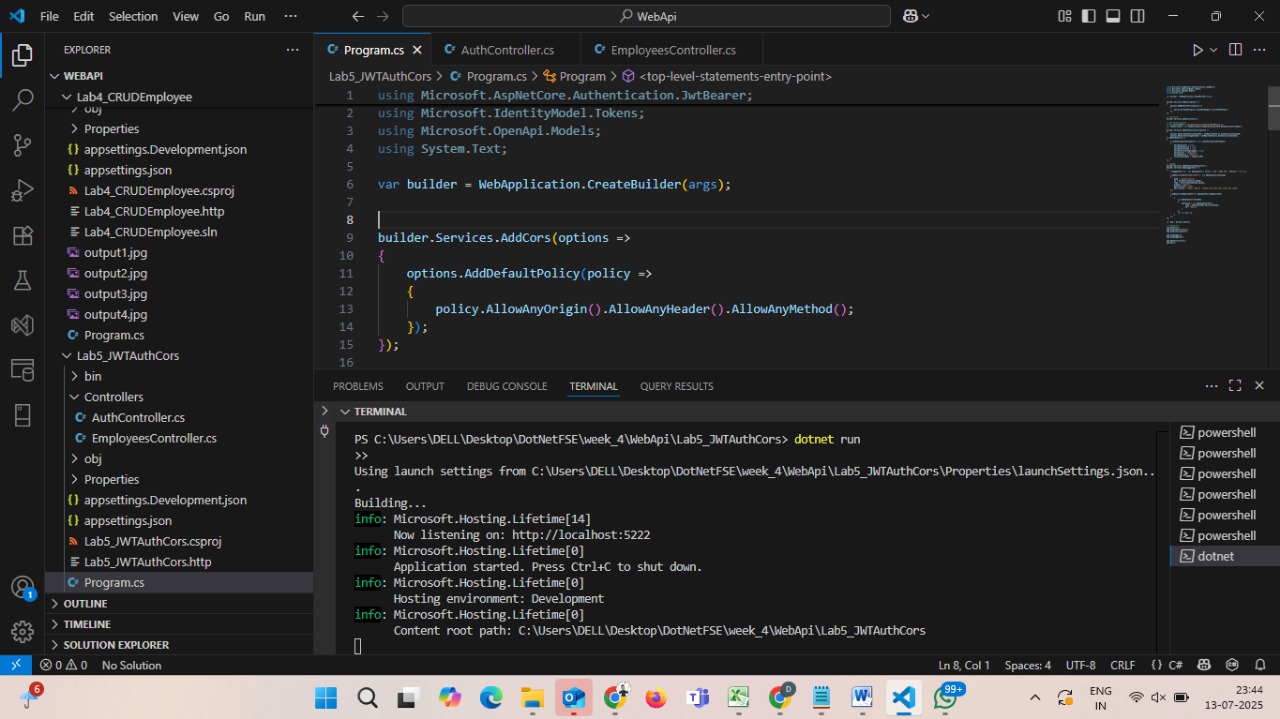 File Edit Selection View Go Run ··· WebApi
EXPLORER ···
WEBAPI
Lab4_CRUDEmployee
obj
Properties
appsettings.Development.json
appsettings.json
Lab4_CRUDEmployee.csproj
Lab4_CRUDEmployee.http
Lab4_CRUDEmployee.sln
output1.jpg
output2.jpg
output3.jpg
output4.jpg
Program.cs
Lab5_JWTAuthCors
bin
Controllers
AuthController.cs
EmployeesController.cs
obj
Properties
appsettings.Development.json
appsettings.json
Lab5_JWTAuthCors.csproj
Lab5_JWTAuthCors.http
Program.cs
OUTLINE
TIMELINE
SOLUTION EXPLORER
Program.cs AuthController.cs EmployeesController.cs
Lab5_JWTAuthCors > Program.cs > Program > <top-level-statements-entry-point>
1 using Microsoft.AspNetCore.Authentication.JwtBearer;
2 using Microsoft.IdentityModel.Tokens;
3 using Microsoft.OpenApi.Models;
4 using System.Text;
5
6 var builder = WebApplication.CreateBuilder(args);
7
8
9 builder.Services.AddCors(options =>
10 {
11 options.AddDefaultPolicy(policy =>
12 {
13 policy.AllowAnyOrigin().AllowAnyHeader().AllowAnyMethod();
14 });
15 });
16
PROBLEMS OUTPUT DEBUG CONSOLE TERMINAL QUERY RESULTS
TERMINAL
PS C:\Users\DELL\Desktop\DotNetFSE\week_4\WebApi\Lab5_JWTAuthCors> dotnet run
>>
Using launch settings from C:\Users\DELL\Desktop\DotNetFSE\week_4\WebApi\Lab5_JWTAuthCors\Properties\launchSettings.json..
.
Building...
info: Microsoft.Hosting.Lifetime[14]
Now listening on: http://localhost:5222
info: Microsoft.Hosting.Lifetime[0]
Application started. Press Ctrl+C to shut down.
info: Microsoft.Hosting.Lifetime[0]
Hosting environment: Development
info: Microsoft.Hosting.Lifetime[0]
Content root path: C:\Users\DELL\Desktop\DotNetFSE\week_4\WebApi\Lab5_JWTAuthCors
powershell
powershell
powershell
powershell
powershell
powershell
dotnet
1
0 0 No Solution Ln 8, Col 1 Spaces: 4 UTF-8 CRLF {} C#
6 D 99+ ENG
IN 23:44
13-07-2025